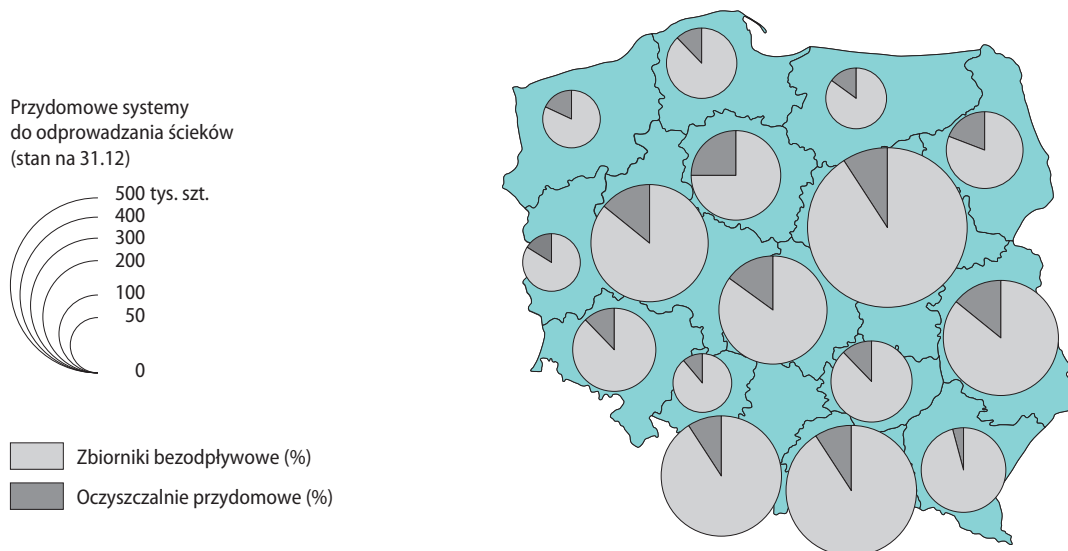 Przydomowe systemy
do odprowadzania ścieków
(stan na 31.12)
500 tys. szt.
400
300
200
100
50
0
Zbiorniki bezodpływowe (%)
Oczyszczalnie przydomowe (%)